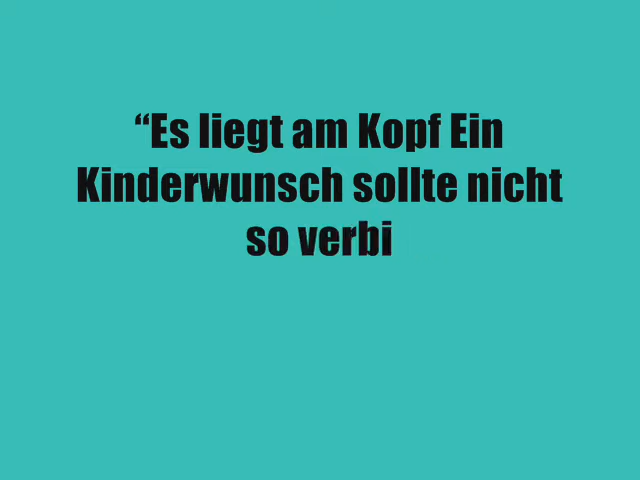 “Es liegt am Kopf Ein
Kinderwunsch sollte nicht
so verbi